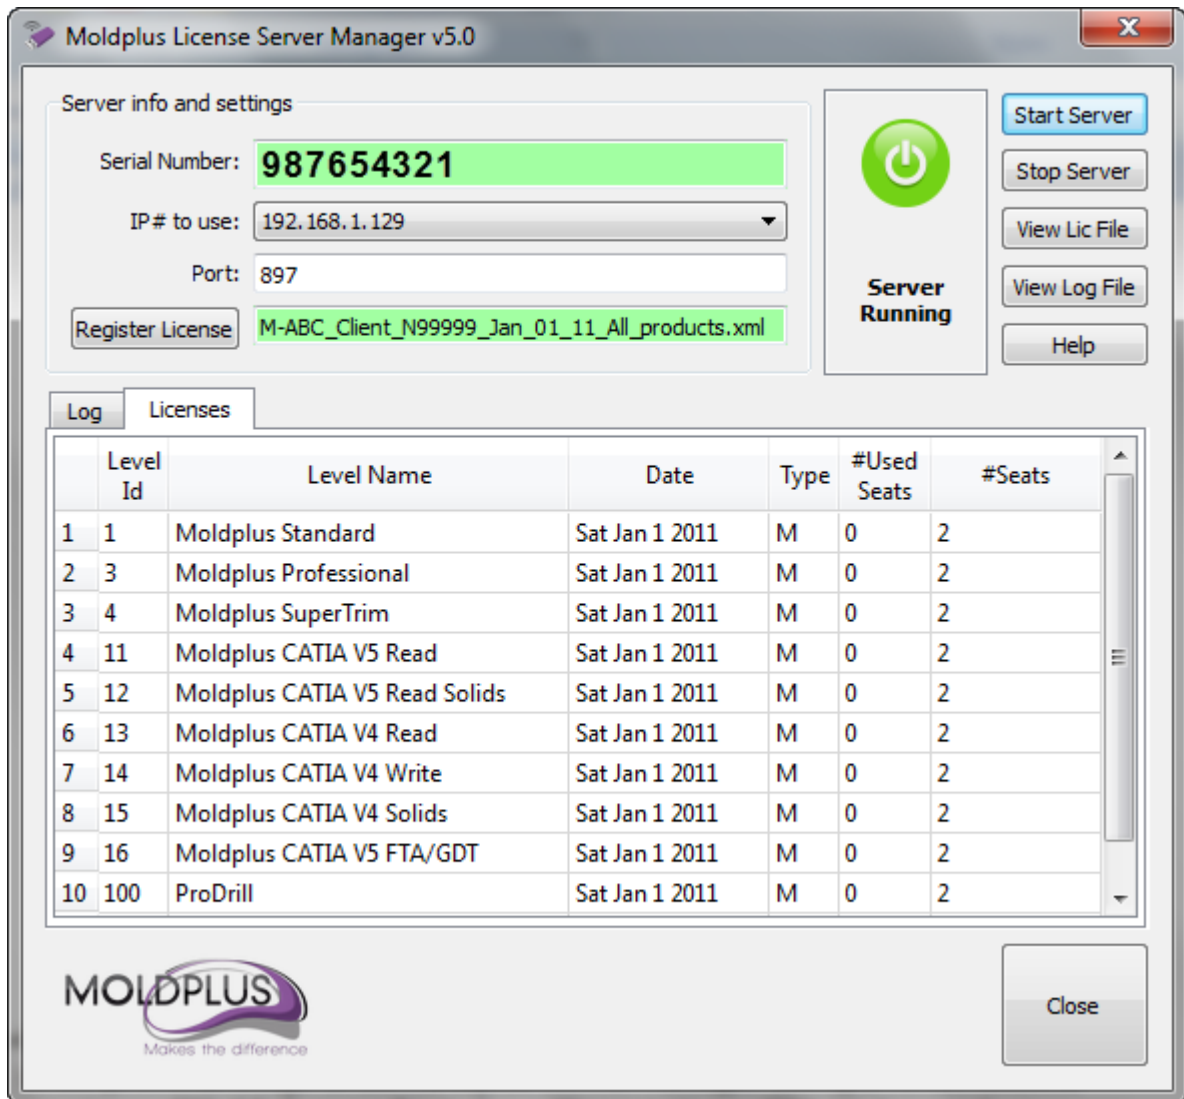 Moldplus License Server Manager v5.0
Server info and settings
Serial Number: 987654321
IP# to use: 192.168.1.129
Port: 897
Register License M-ABC_Client_N99999_Jan_01_11_All_products.xml
Server
Running
Start Server
Stop Server
View Lic File
View Log File
Help
Log Licenses
Level Id Level Name Date Type #Used Seats #Seats
1 1 Moldplus Standard Sat Jan 1 2011 M 0 2
2 3 Moldplus Professional Sat Jan 1 2011 M 0 2
3 4 Moldplus SuperTrim Sat Jan 1 2011 M 0 2
4 11 Moldplus CATIA V5 Read Sat Jan 1 2011 M 0 2
5 12 Moldplus CATIA V5 Read Solids Sat Jan 1 2011 M 0 2
6 13 Moldplus CATIA V4 Read Sat Jan 1 2011 M 0 2
7 14 Moldplus CATIA V4 Write Sat Jan 1 2011 M 0 2
8 15 Moldplus CATIA V4 Solids Sat Jan 1 2011 M 0 2
9 16 Moldplus CATIA V5 FTA/GDT Sat Jan 1 2011 M 0 2
10 100 ProDrill Sat Jan 1 2011 M 0 2
MOLDPLUS
Makes the difference
Close